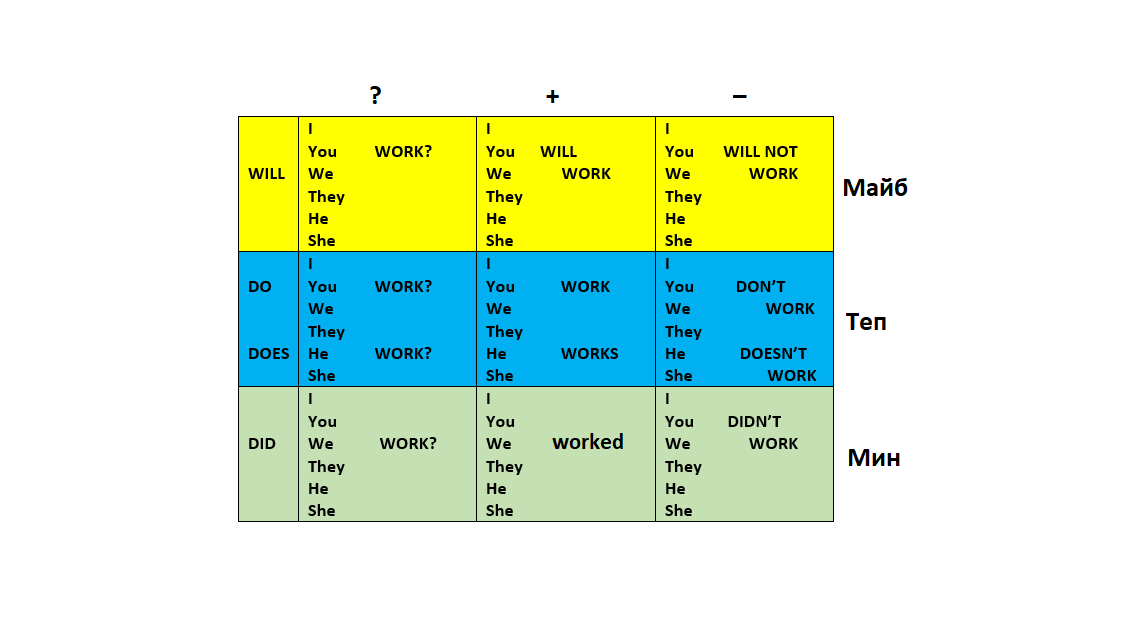 ? + –
I I I
You WORK? You WILL You WILL NOT
WILL We We WORK We WORK Майб
They They They
He He He
She She She
I I I
DO You WORK? You WORK You DON’T
We We We WORK
They They They Теп
DOES He WORK? He WORKS He DOESN’T
She She She WORK
I I I
You You You DIDN’T
DID We WORK? We worked We WORK Мин
They They They
He He He
She She She